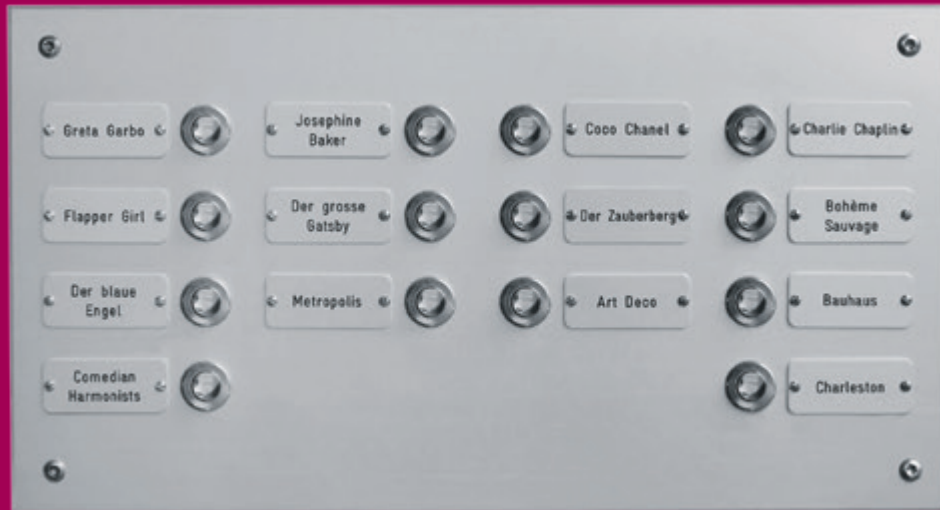 Greta Garbo
Josephine
Baker
Coco Chanel
Charlie Chaplin
Flapper Girl
Der grosse
Gatsby
Der Zauberberg
Bohème
Sauvage
Der blaue
Engel
Metropolis
Art Deco
Bauhaus
Comedian
Harmonists
Charleston